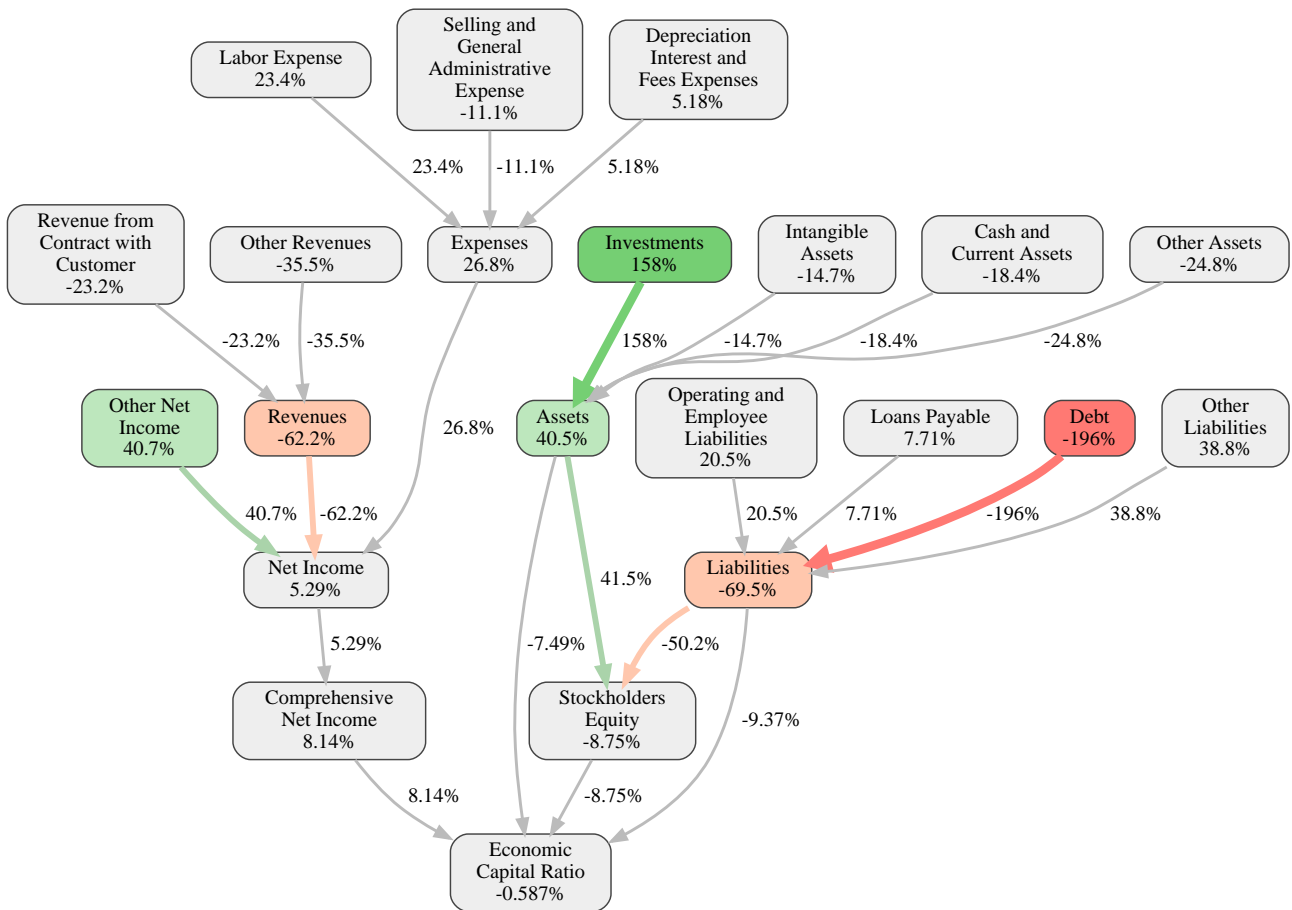 Labor Expense
23.4%
Selling and
General
Administrative
Expense
-11.1%
Depreciation
Interest and
Fees Expenses
5.18%
23.4%
-11.1%
5.18%
Revenue from
Contract with
Customer
-23.2%
Other Revenues
-35.5%
Expenses
26.8%
Investments
158%
Intangible
Assets
-14.7%
Cash and
Current Assets
-18.4%
Other Assets
-24.8%
-23.2%
-35.5%
158%
-14.7%
-18.4%
-24.8%
Other Net
Income
40.7%
Revenues
-62.2%
26.8%
Assets
40.5%
Operating and
Employee
Liabilities
20.5%
Loans Payable
7.71%
Debt
-196%
Other
Liabilities
38.8%
40.7%
-62.2%
20.5%
7.71%
-196%
38.8%
Net Income
5.29%
41.5%
Liabilities
-69.5%
5.29%
-7.49%
-50.2%
Comprehensive
Net Income
8.14%
Stockholders
Equity
-8.75%
-9.37%
8.14%
-8.75%
Economic
Capital Ratio
-0.587%